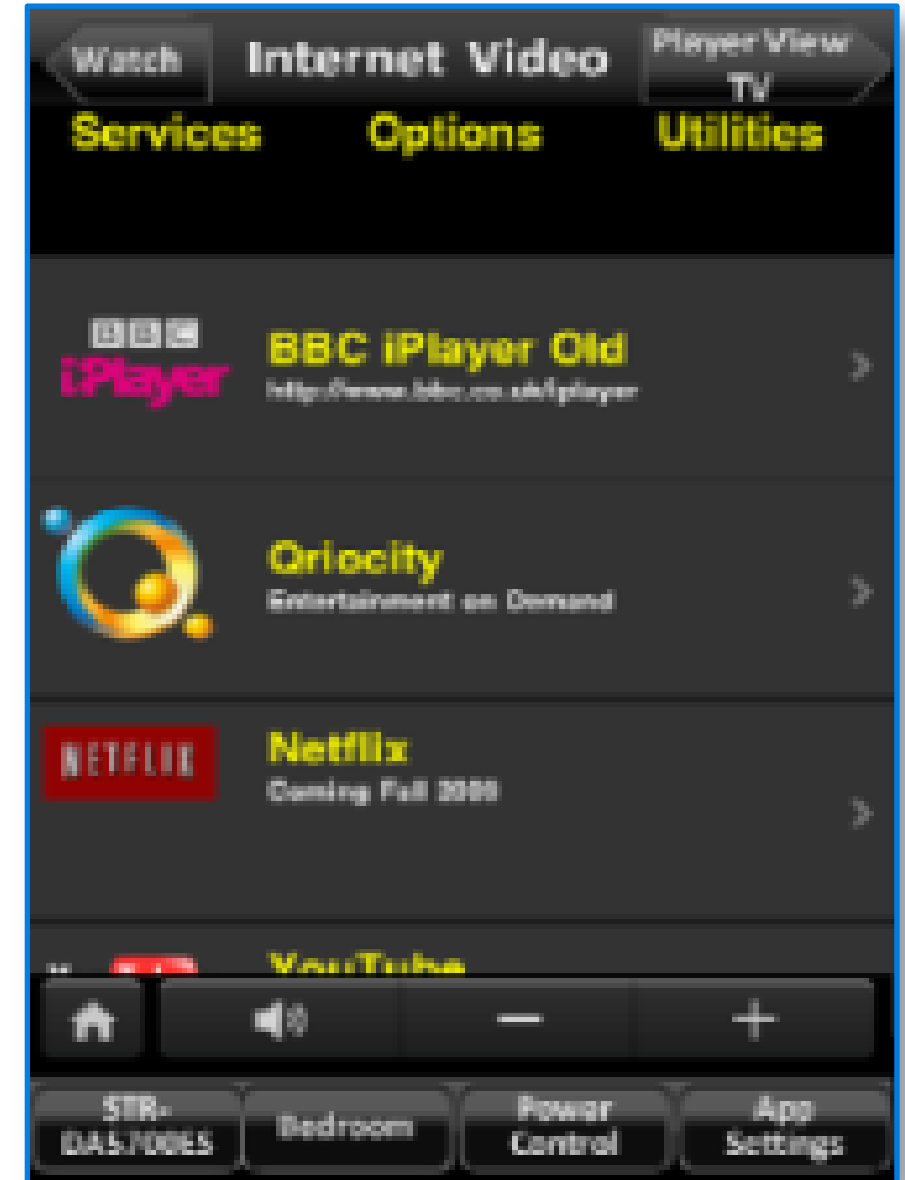 Watch
Internet Video
Player View
TV
Services
Options
Utilities
BBC
iPlayer
BBC iPlayer Old
http://www.bbc.co.uk/iplayer
Qriocity
Entertainment on Demand
NETFLIX
Netflix
Coming Fall 2009
YouTube
STR-
DA5700ES
Bedroom
Power
Control
App
Settings